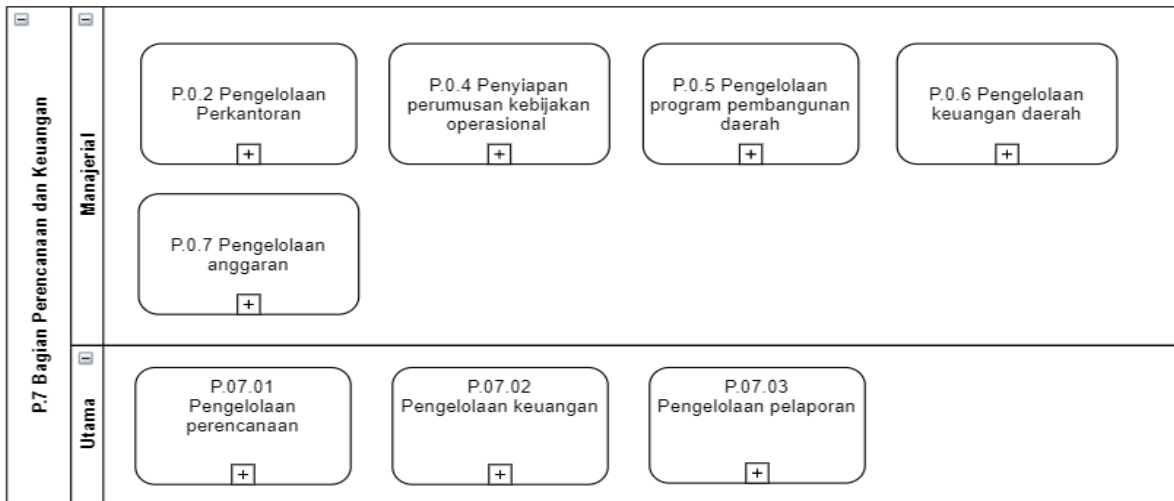 P.7 Bagian Perencanaan dan Keuangan
Manajerial
P.0.2 Pengelolaan
Perkantoran
P.0.4 Penyiapan
perumusan kebijakan
operasional
P.0.5 Pengelolaan
program pembangunan
daerah
P.0.6 Pengelolaan
keuangan daerah
P.0.7 Pengelolaan
anggaran
Utama
P.07.01
Pengelolaan
perencanaan
P.07.02
Pengelolaan keuangan
P.07.03
Pengelolaan pelaporan